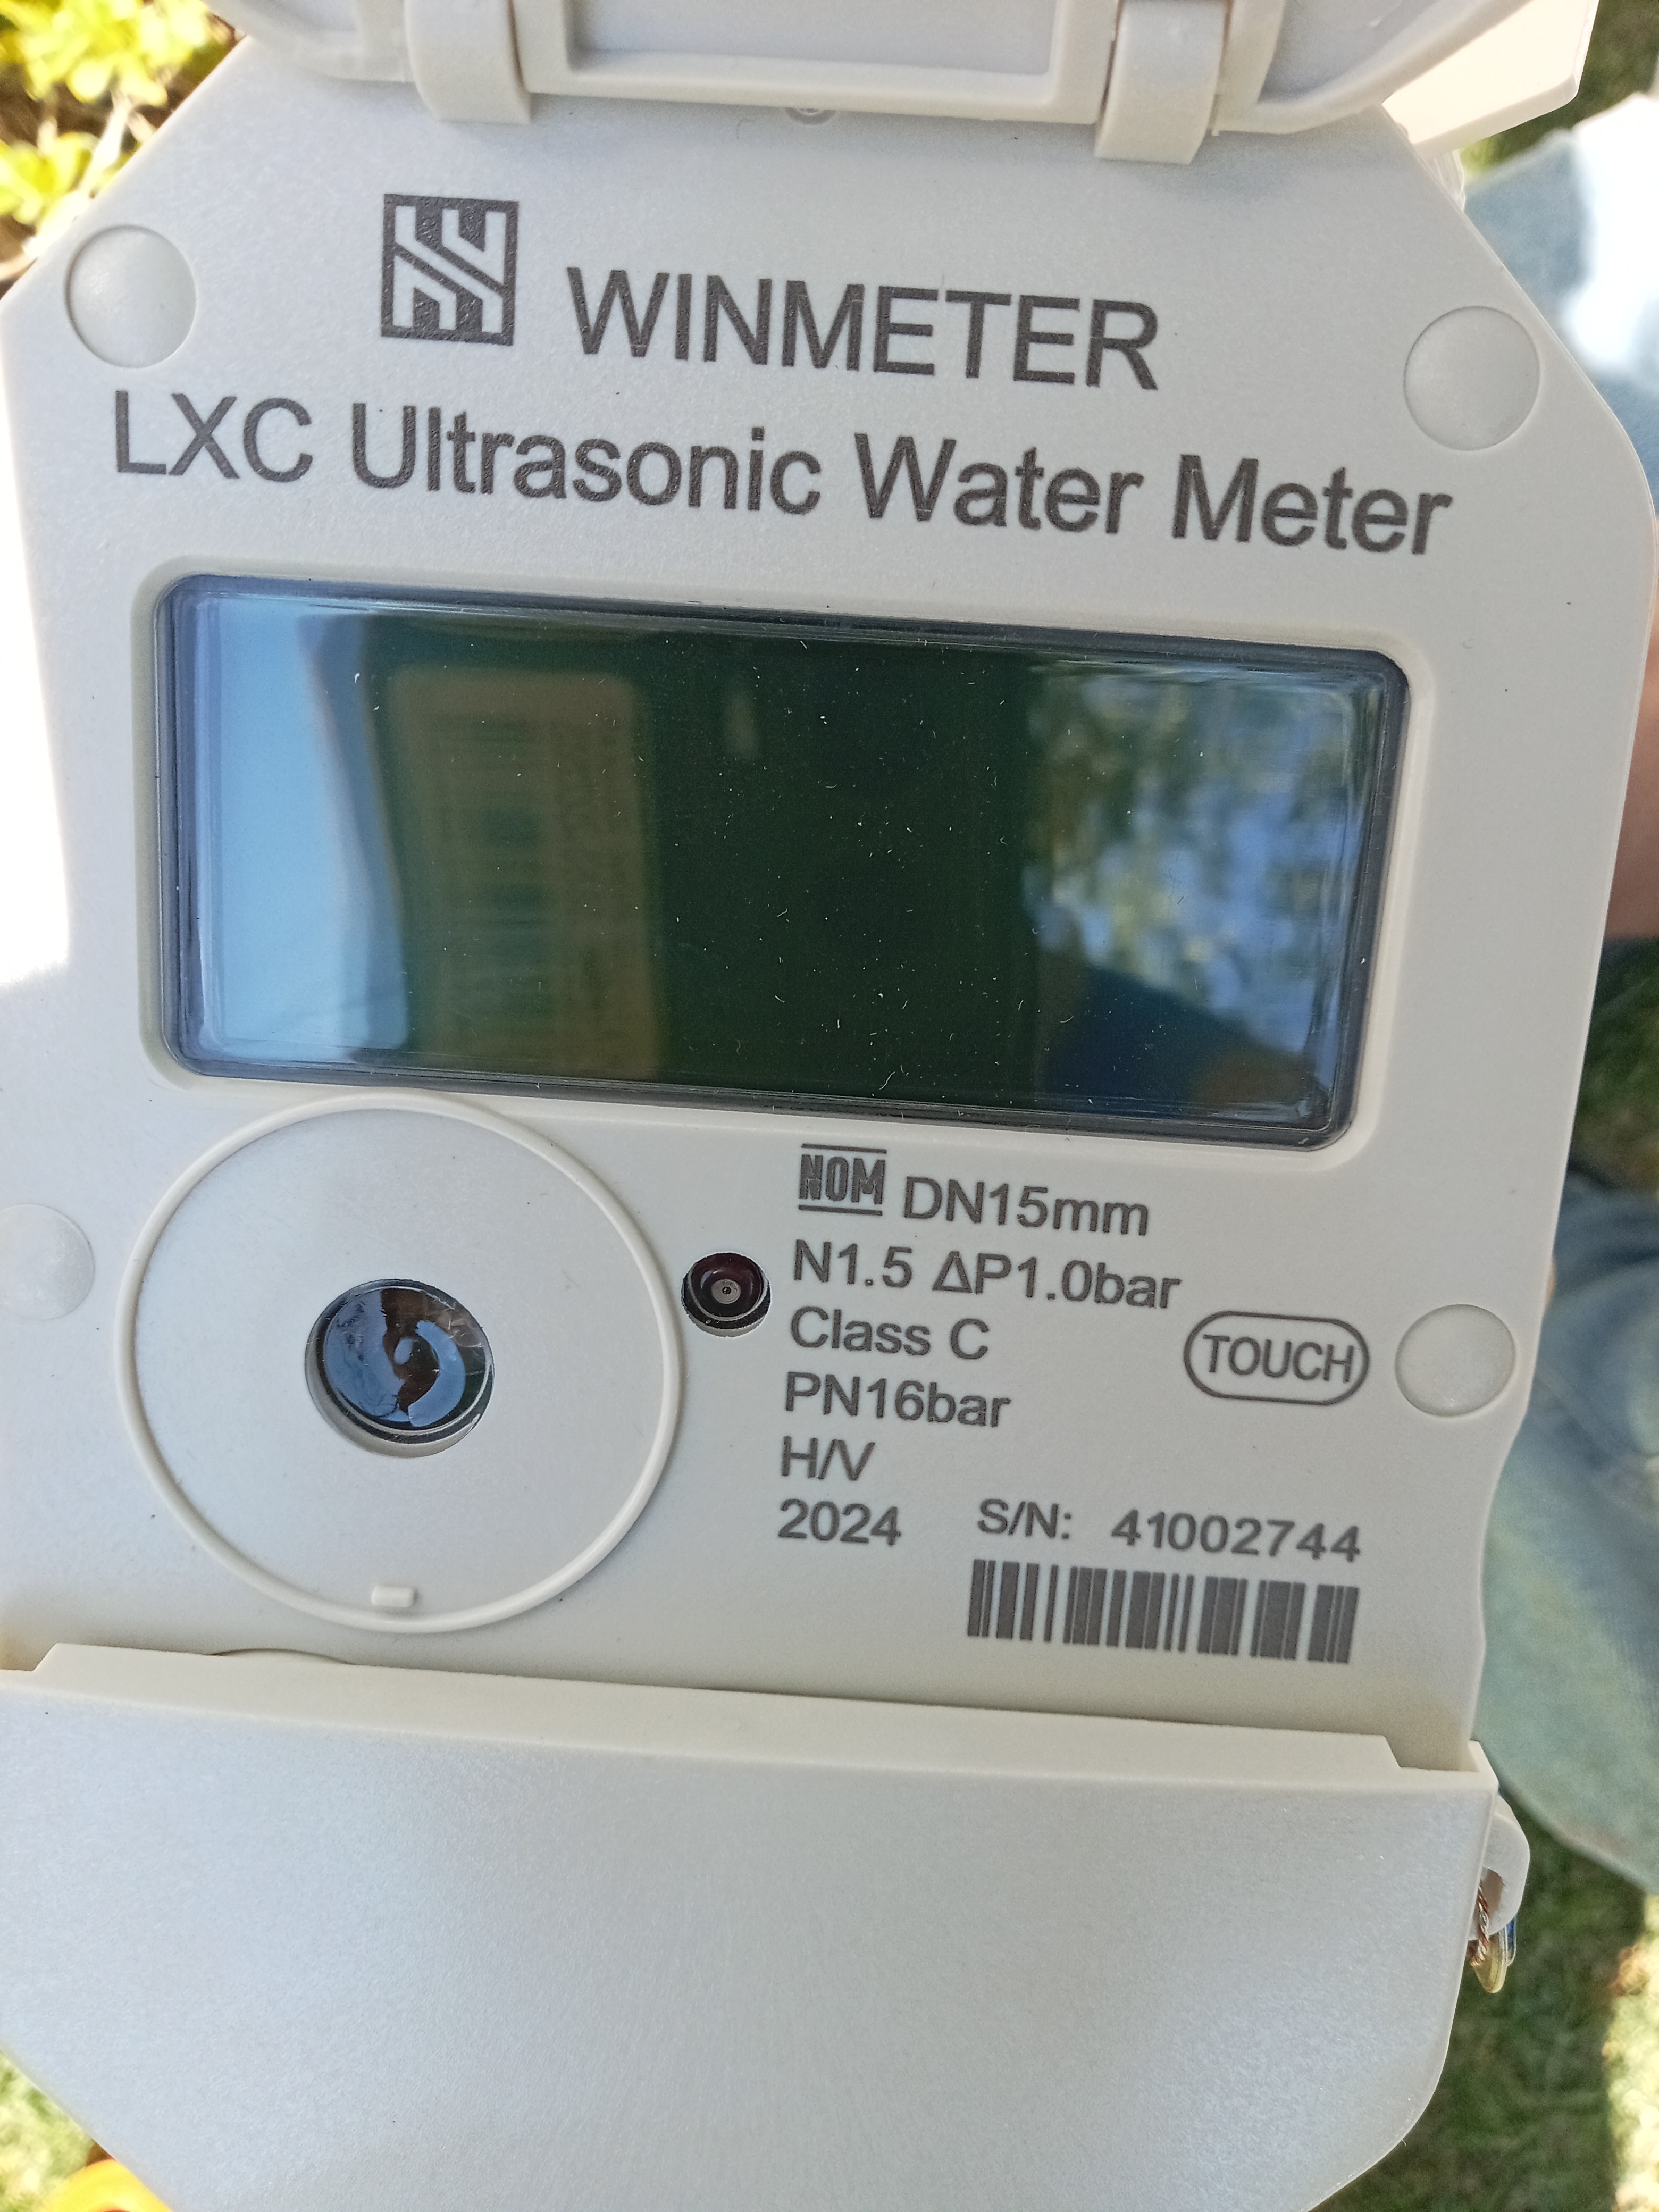 WINMETER
LXC Ultrasonic Water Meter
NOM DN15mm
N1.5 ΔP1.0bar
Class C
TOUCH
PN16bar
H/V
2024 S/N: 41002744